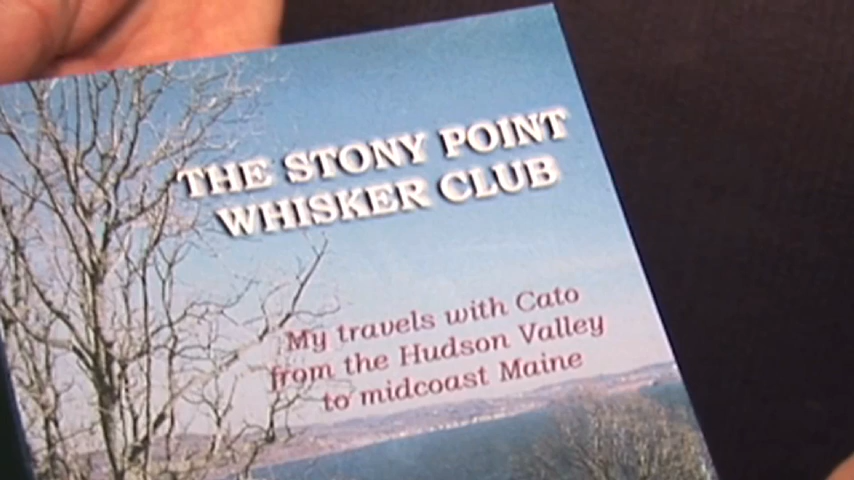 THE STONY POINT
WHISKER CLUB
My travels with Cato
from the Hudson Valley
to midcoast Maine